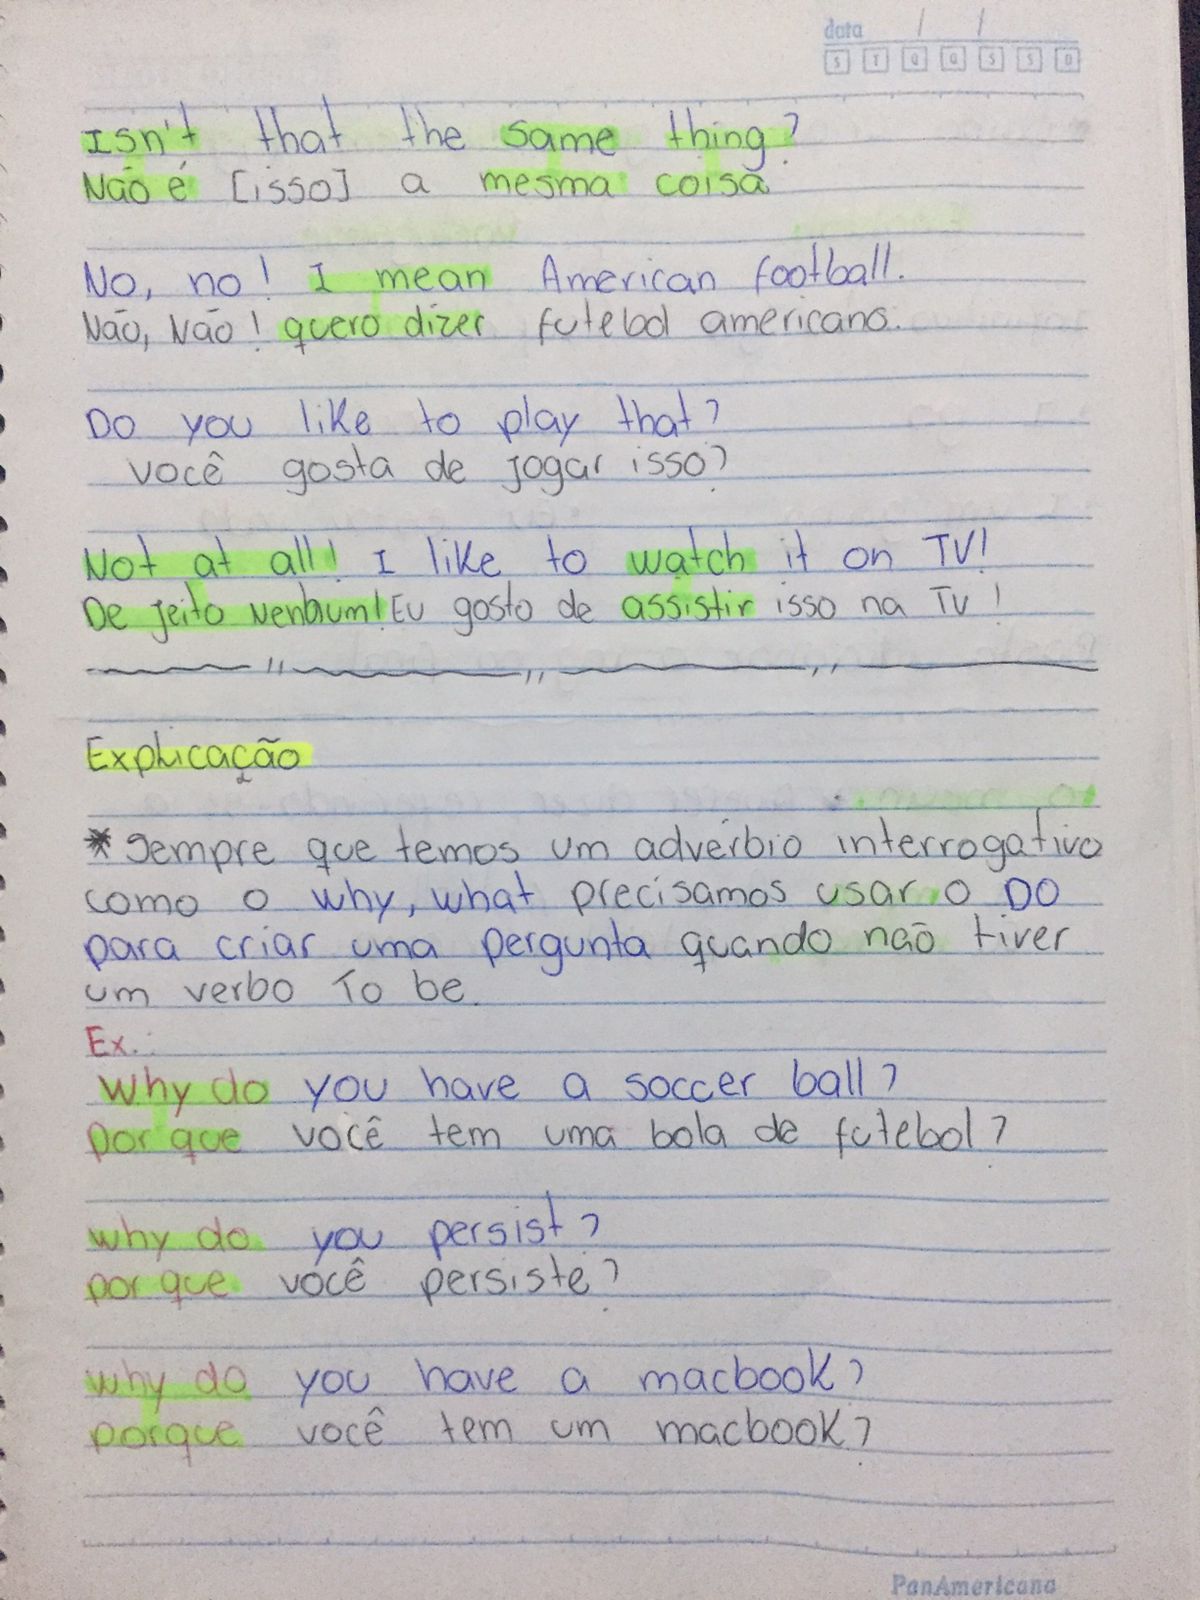 data / /
S T Q Q S S D
Isn't that the same thing?
Não é [isso] a mesma coisa
No, no! I mean American football.
Não, Não! quero dizer futebol americano.
Do you like to play that?
você gosta de jogar isso?
Not at all! I like to watch it on TV!
De jeito nenhum! Eu gosto de assistir isso na TV!
Explicação
* Sempre que temos um advérbio interrogativo
como o why, what precisamos usar o DO
para criar uma pergunta quando não tiver
um verbo To be.
Ex.:
Why do you have a soccer ball?
por que você tem uma bola de futebol?
why do you persist?
por que você persiste?
why do you have a macbook?
porque você tem um macbook?
PanAmericana